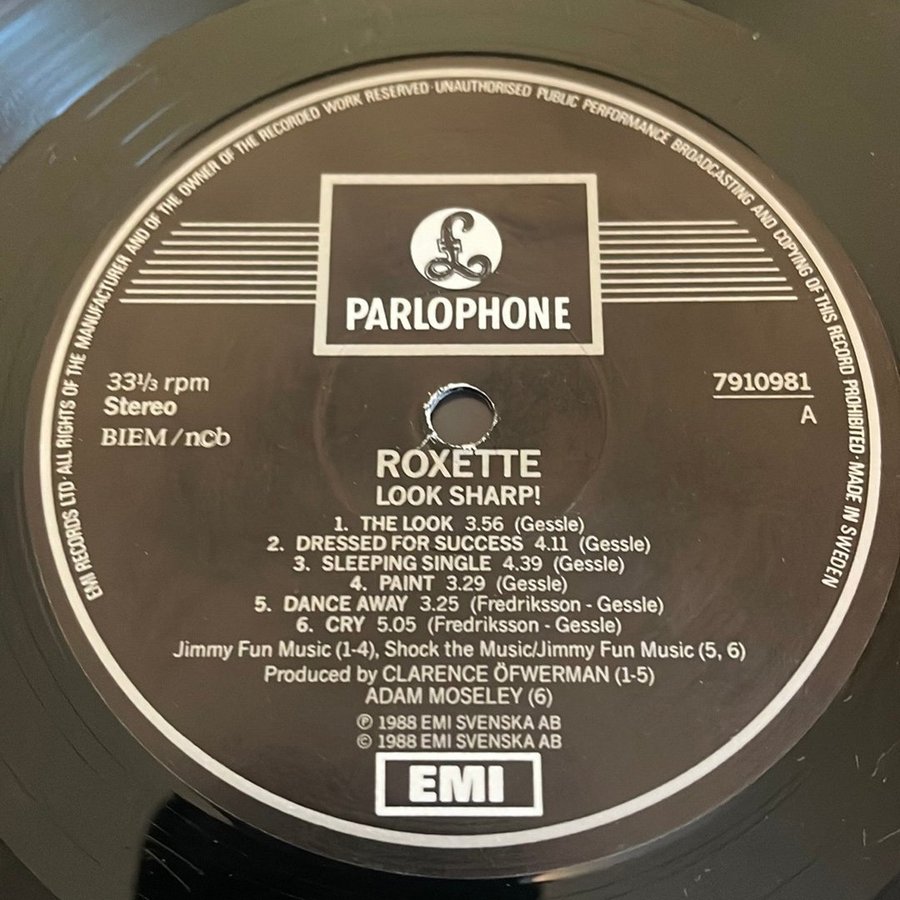 EMI RECORDS LTD·ALL RIGHTS OF THE MANUFACTURER AND OF THE OWNER OF THE RECORDED WORK RESERVED·UNAUTHORISED PUBLIC PERFORMANCE BROADCASTING AND COPYING OF THIS RECORD PROHIBITED·MADE IN SWEDEN
£
PARLOPHONE
33⅓ rpm
Stereo
BIEM/ncb
7910981
A
ROXETTE
LOOK SHARP!
1. THE LOOK 3.56 (Gessle)
2. DRESSED FOR SUCCESS 4.11 (Gessle)
3. SLEEPING SINGLE 4.39 (Gessle)
4. PAINT 3.29 (Gessle)
5. DANCE AWAY 3.25 (Fredriksson - Gessle)
6. CRY 5.05 (Fredriksson - Gessle)
Jimmy Fun Music (1-4), Shock the Music/Jimmy Fun Music (5, 6)
Produced by CLARENCE ÖFWERMAN (1-5)
ADAM MOSELEY (6)
℗ 1988 EMI SVENSKA AB
© 1988 EMI SVENSKA AB
EMI